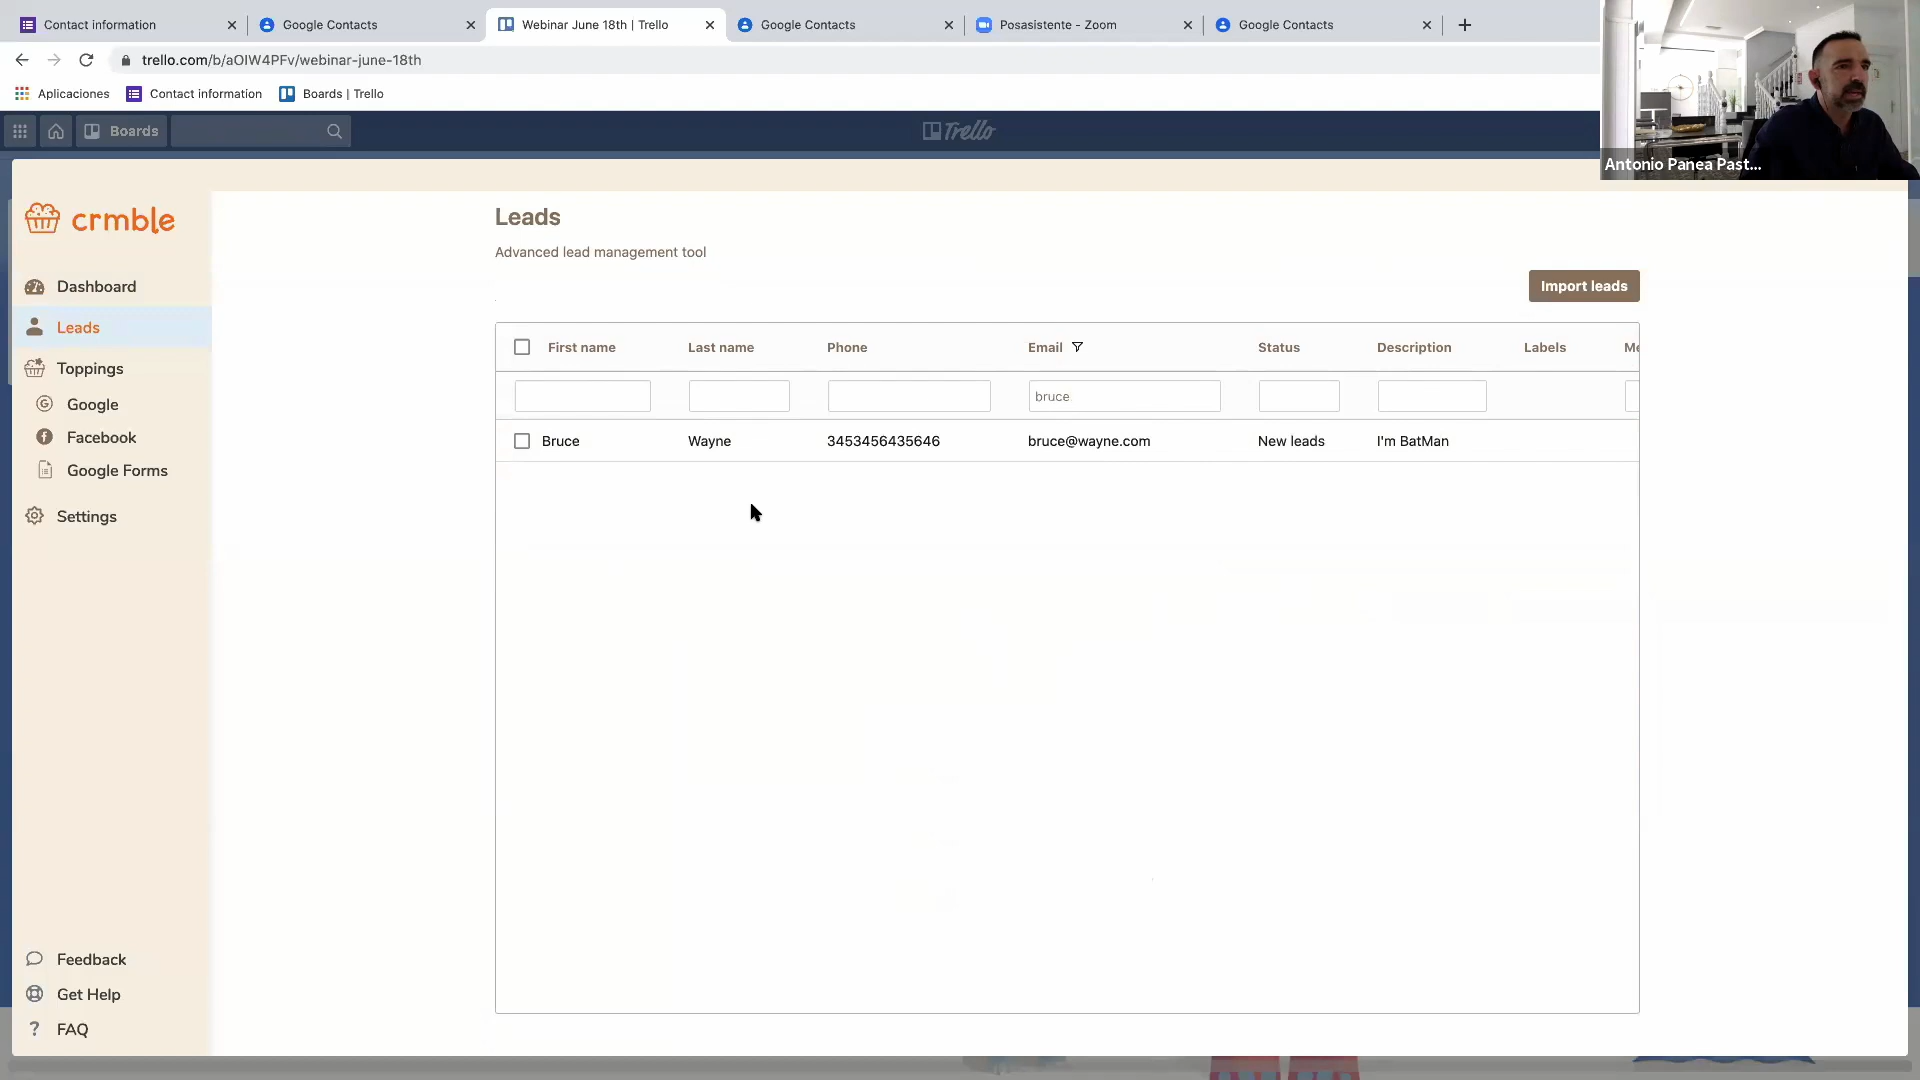 Contact information
Google Contacts
Webinar June 18th | Trello
Google Contacts
Posasistente - Zoom
Google Contacts
trello.com/b/aOIW4PFv/webinar-june-18th
Aplicaciones
Contact information
Boards | Trello
Boards
Trello
Antonio Panea Past...
crmble
Dashboard
Leads
Toppings
Google
Facebook
Google Forms
Settings
Feedback
Get Help
? FAQ
Leads
Advanced lead management tool
Import leads
First name Last name Phone Email Status Description Labels Me
bruce
Bruce Wayne 3453456435646 bruce@wayne.com New leads I'm BatMan